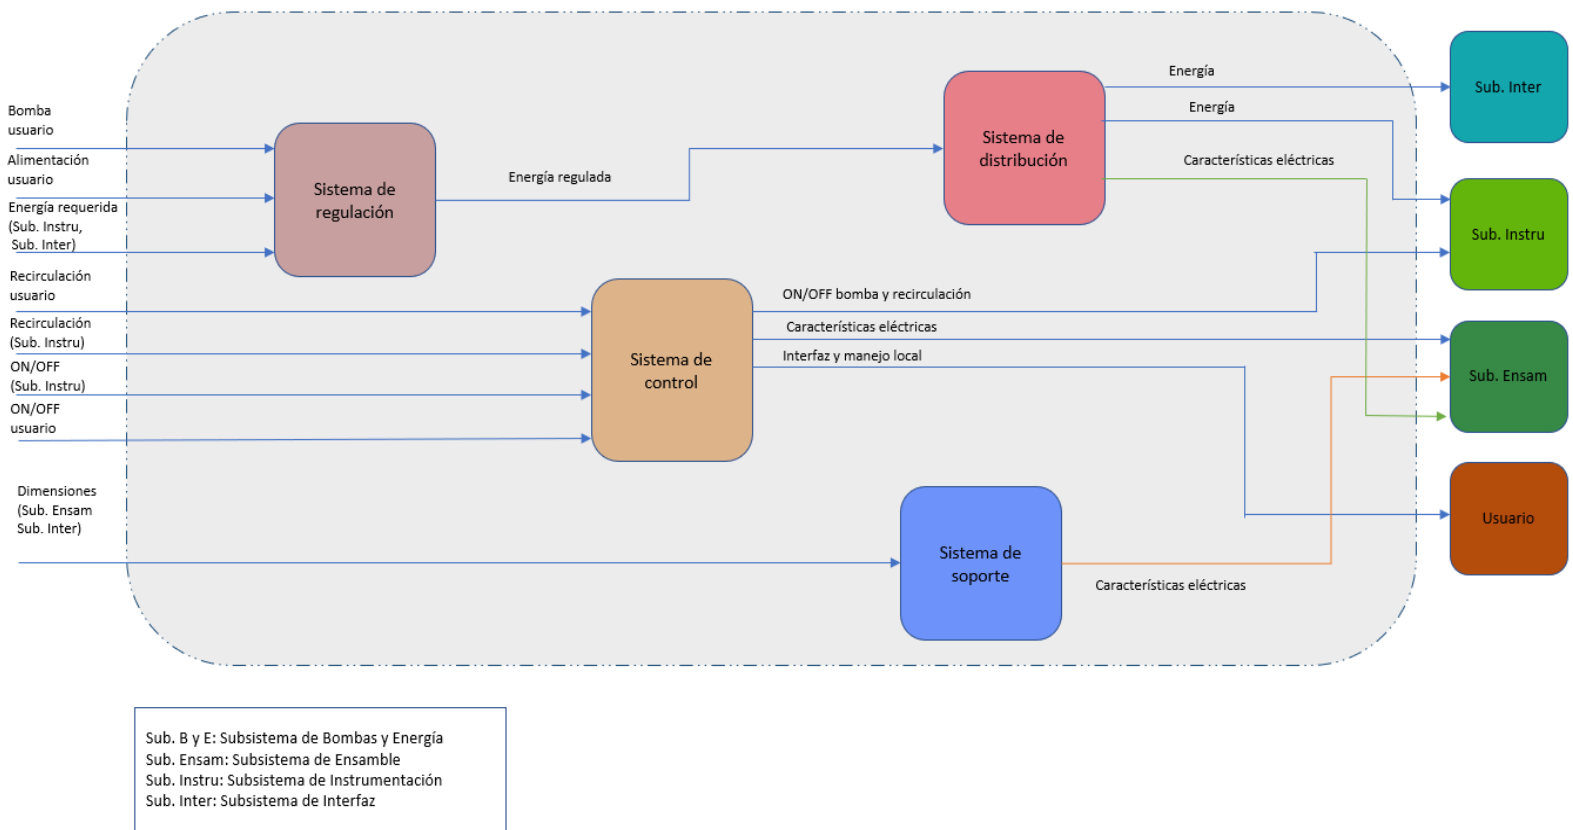 Bomba
usuario
Alimentación
usuario
Energía requerida
(Sub. Instru,
Sub. Inter)
Recirculación
usuario
Recirculación
(Sub. Instru)
ON/OFF
(Sub. Instru)
ON/OFF
usuario
Dimensiones
(Sub. Ensam
Sub. Inter)
Sistema de
regulación
Energía regulada
Sistema de
distribución
Energía
Energía
Características eléctricas
Sistema de
control
ON/OFF bomba y recirculación
Características eléctricas
Interfaz y manejo local
Sistema de
soporte
Características eléctricas
Sub. Inter
Sub. Instru
Sub. Ensam
Usuario
Sub. B y E: Subsistema de Bombas y Energía
Sub. Ensam: Subsistema de Ensamble
Sub. Instru: Subsistema de Instrumentación
Sub. Inter: Subsistema de Interfaz